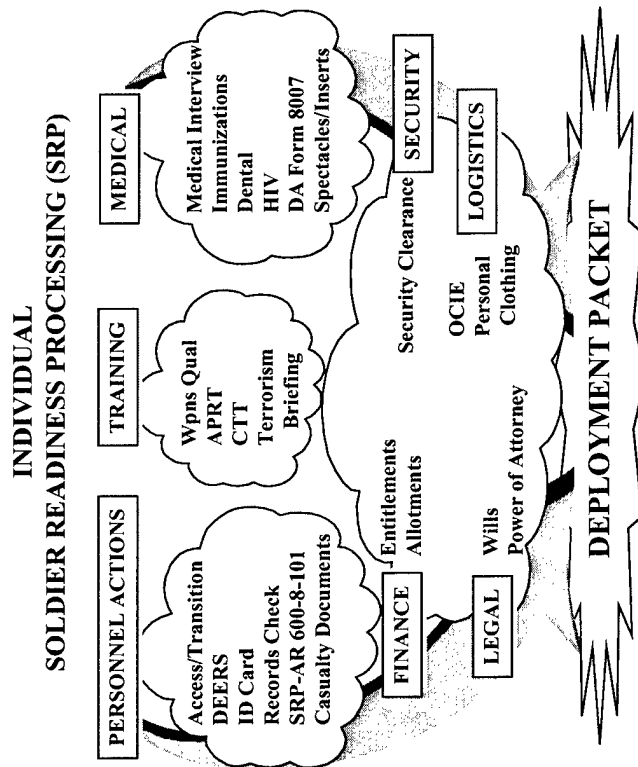 INDIVIDUAL
SOLDIER READINESS PROCESSING (SRP)
PERSONNEL ACTIONS
Access/Transition
DEERS
ID Card
Records Check
SRP-AR 600-8-101
Casualty Documents
TRAINING
Wpns Qual
APRT
CTT
Terrorism
Briefing
MEDICAL
Medical Interview
Immunizations
Dental
HIV
DA Form 8007
Spectacles/Inserts
FINANCE
Entitlements
Allotments
SECURITY
Security Clearance
LEGAL
Wills
Power of Attorney
LOGISTICS
OCIE
Personal
Clothing
DEPLOYMENT PACKET